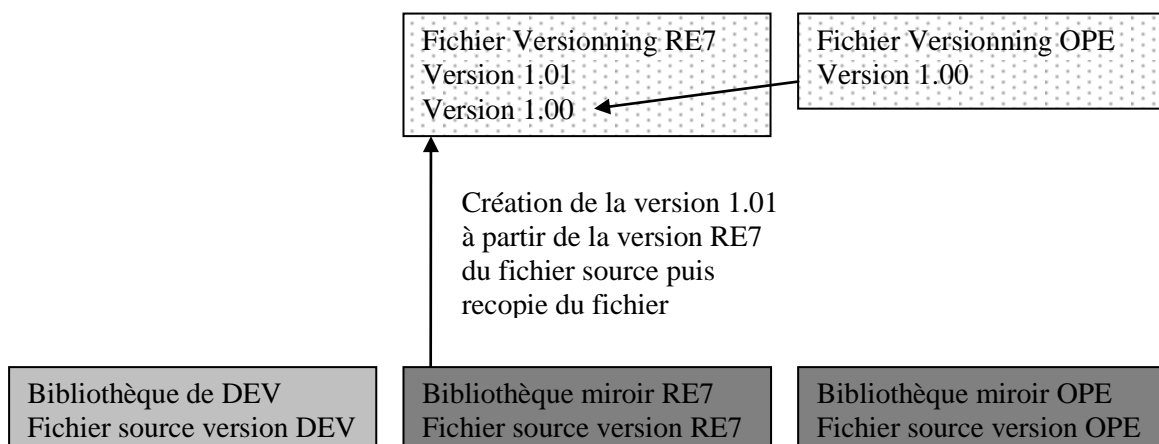 Fichier Versionning RE7
Version 1.01
Version 1.00
Fichier Versionning OPE
Version 1.00
Création de la version 1.01
à partir de la version RE7
du fichier source puis
recopie du fichier
Bibliothèque de DEV
Fichier source version DEV
Bibliothèque miroir RE7
Fichier source version RE7
Bibliothèque miroir OPE
Fichier source version OPE